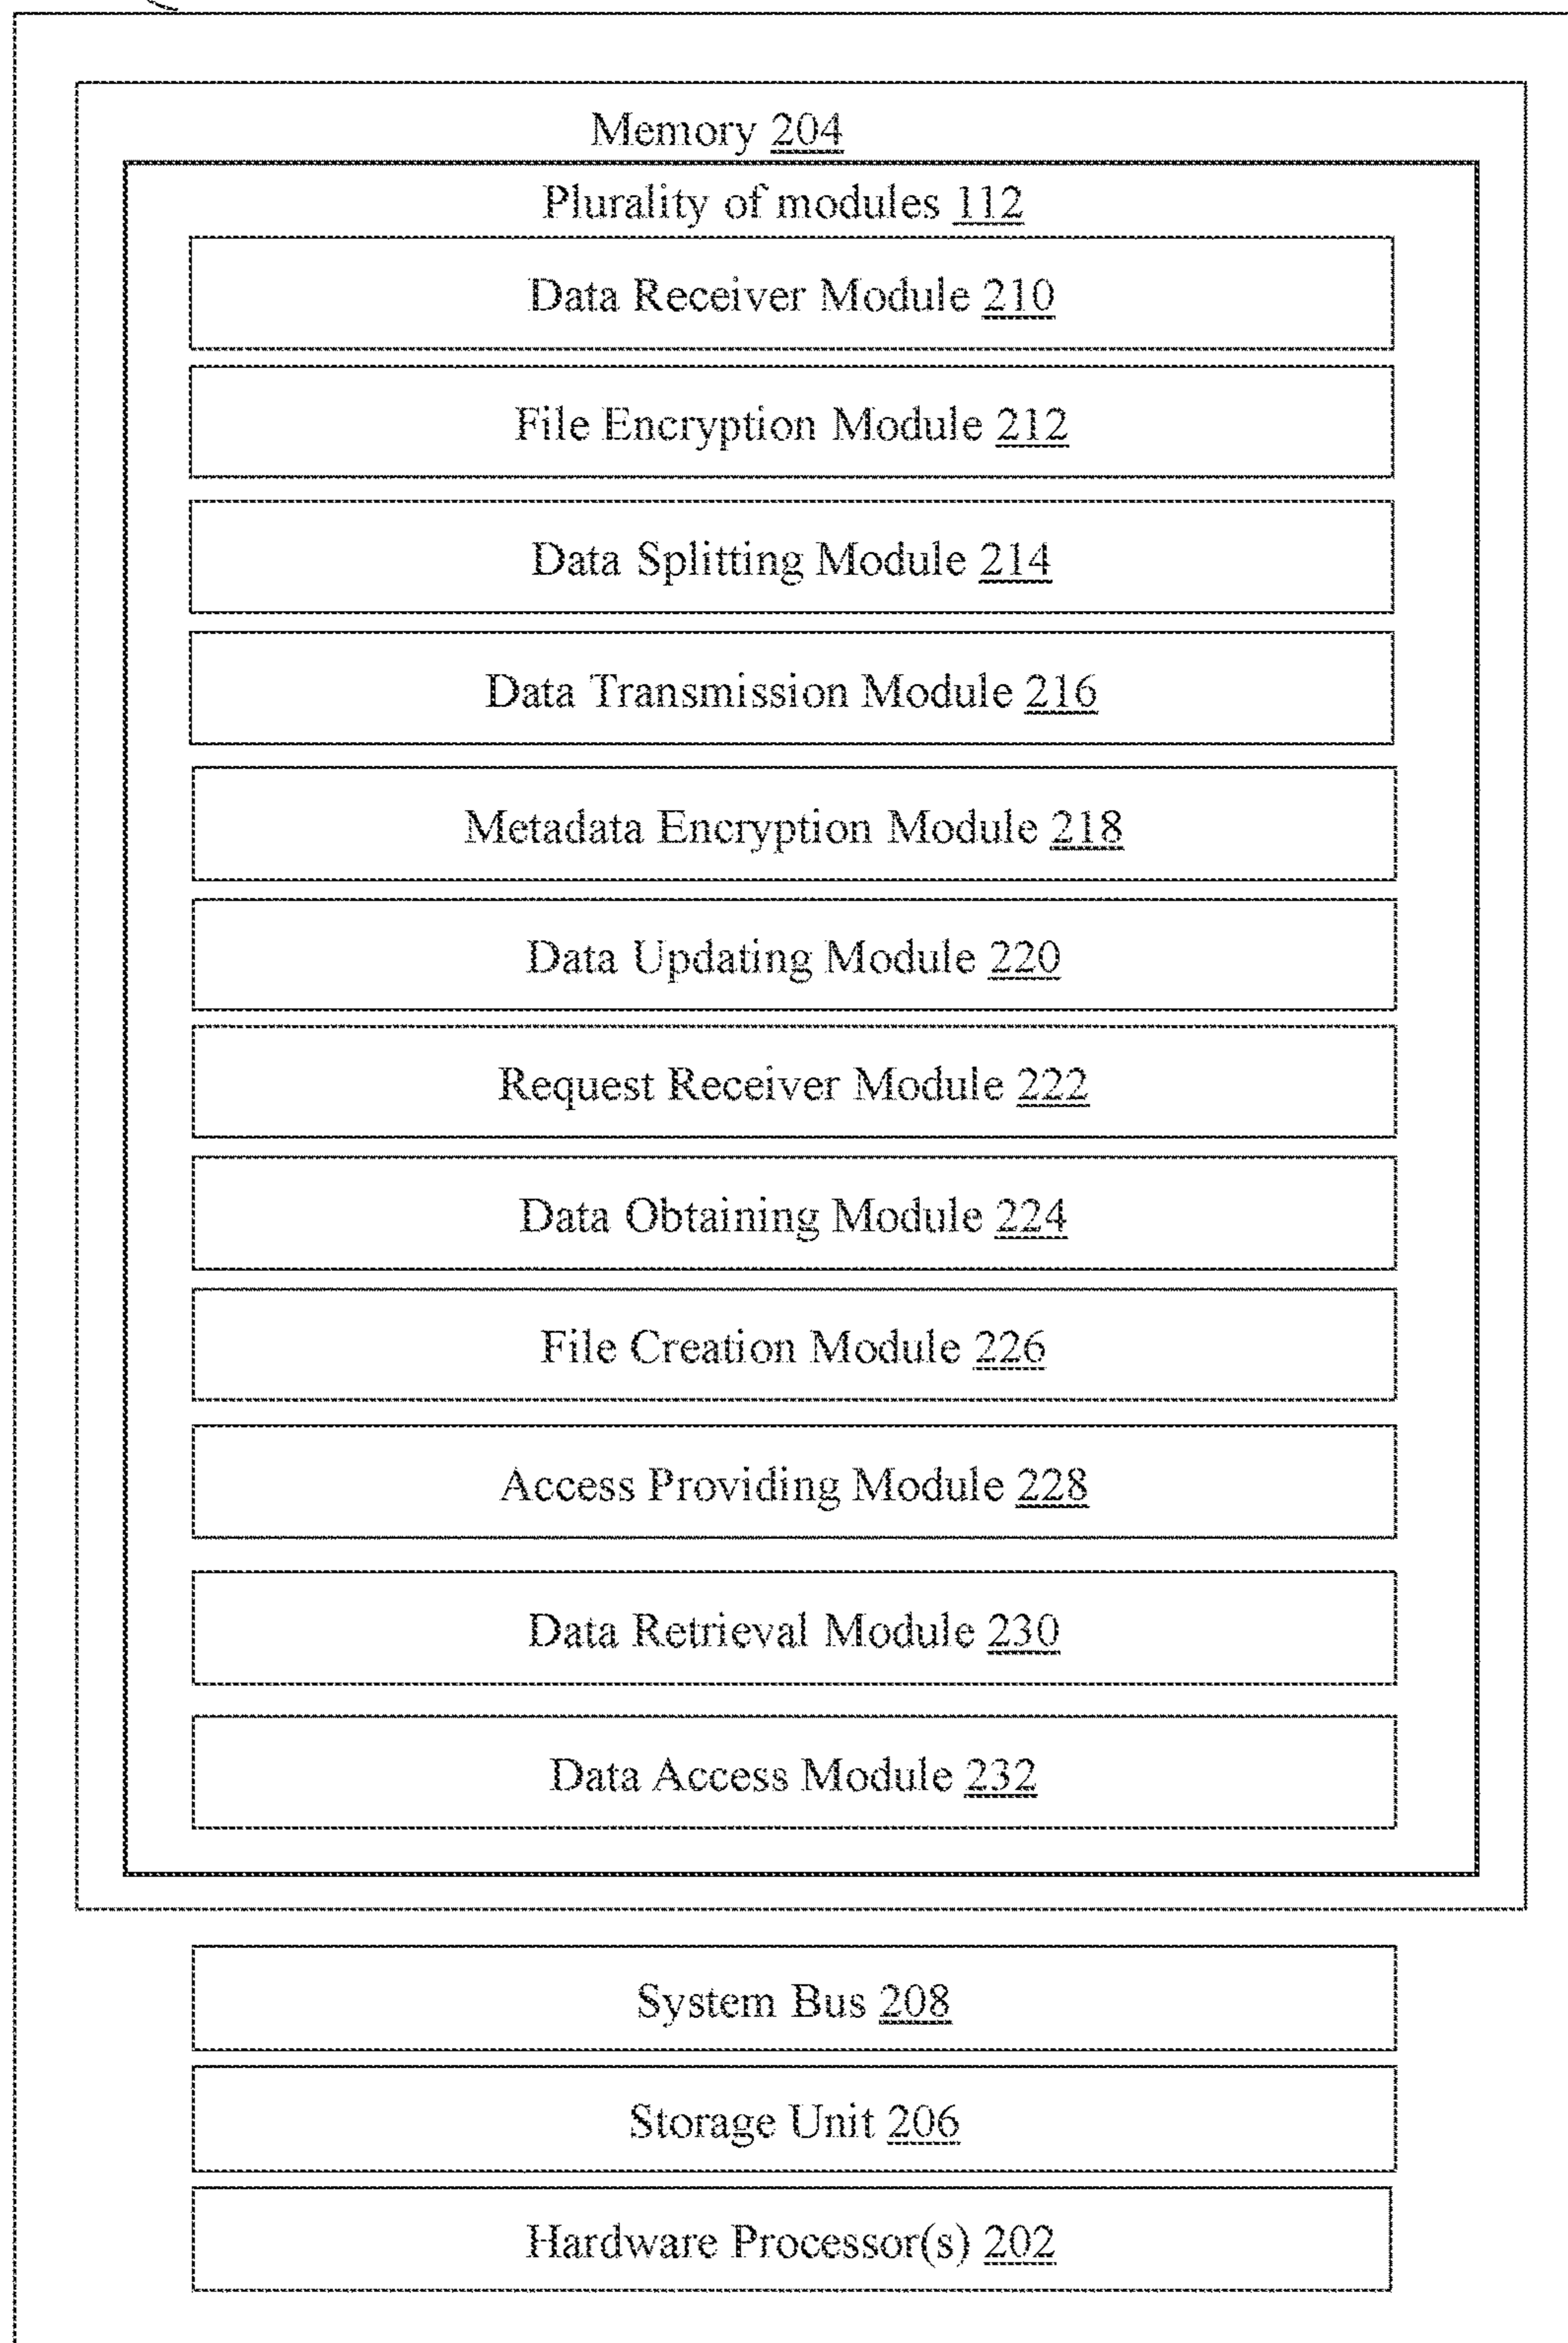 Memory 204
Plurality of modules 112
Data Receiver Module 210
File Encryption Module 212
Data Splitting Module 214
Data Transmission Module 216
Metadata Encryption Module 218
Data Updating Module 220
Request Receiver Module 222
Data Obtaining Module 224
File Creation Module 226
Access Providing Module 228
Data Retrieval Module 230
Data Access Module 232
System Bus 208
Storage Unit 206
Hardware Processor(s) 202